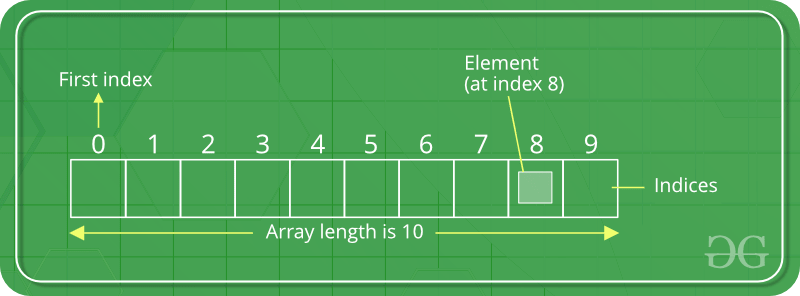 Element
First index
(at index 8)
0 1 2 3 4 5 6 7 8 9
Indices
Array length is 10
GG